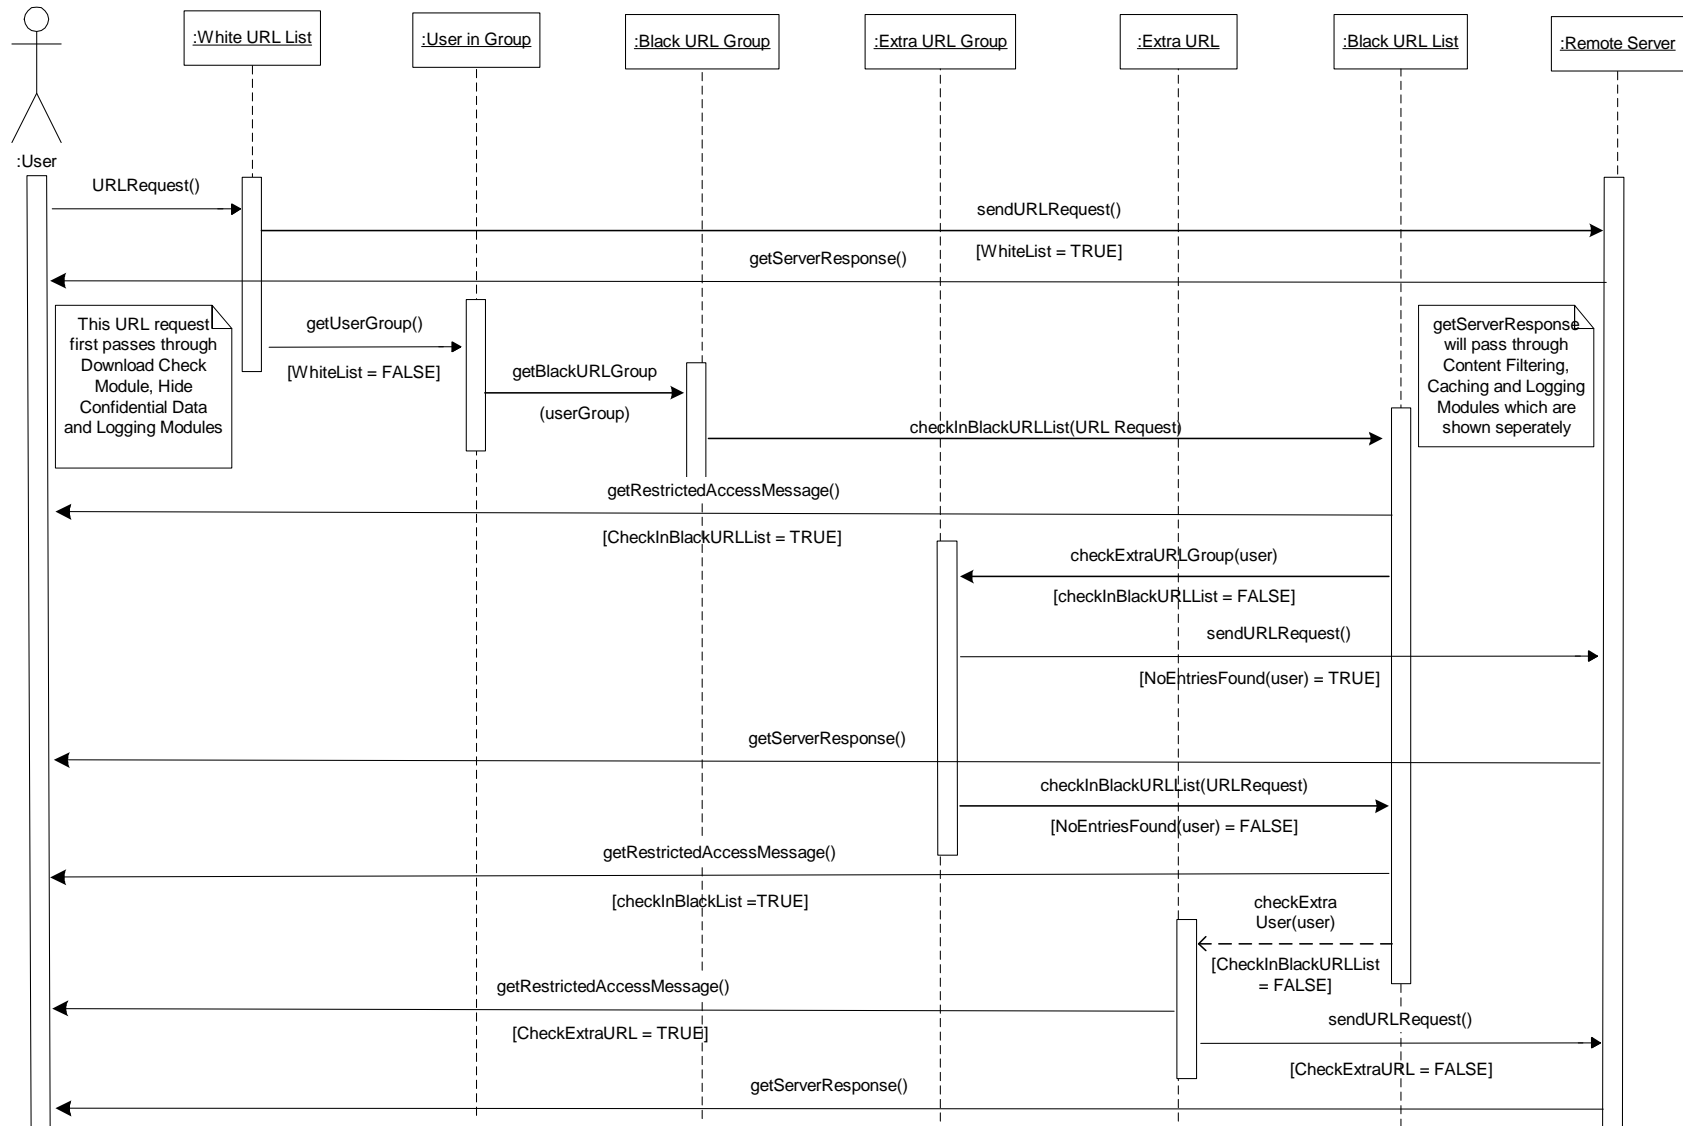 :White URL List
:User in Group
:Black URL Group
:Extra URL Group
:Extra URL
:Black URL List
:Remote Server
:User
URLRequest()
sendURLRequest()
[WhiteList = TRUE]
getServerResponse()
This URL request
first passes through
Download Check
Module, Hide
Confidential Data
and Logging Modules
getUserGroup()
[WhiteList = FALSE]
getBlackURLGroup
(userGroup)
getServerResponse
will pass through
Content Filtering,
Caching and Logging
Modules which are
shown seperately
checkInBlackURLList(URL Request)
getRestrictedAccessMessage()
[CheckInBlackURLList = TRUE]
checkExtraURLGroup(user)
[checkInBlackURLList = FALSE]
sendURLRequest()
[NoEntriesFound(user) = TRUE]
getServerResponse()
checkInBlackURLList(URLRequest)
[NoEntriesFound(user) = FALSE]
getRestrictedAccessMessage()
[checkInBlackList =TRUE]
checkExtra
User(user)
[CheckInBlackURLList
= FALSE]
getRestrictedAccessMessage()
[CheckExtraURL = TRUE]
sendURLRequest()
[CheckExtraURL = FALSE]
getServerResponse()